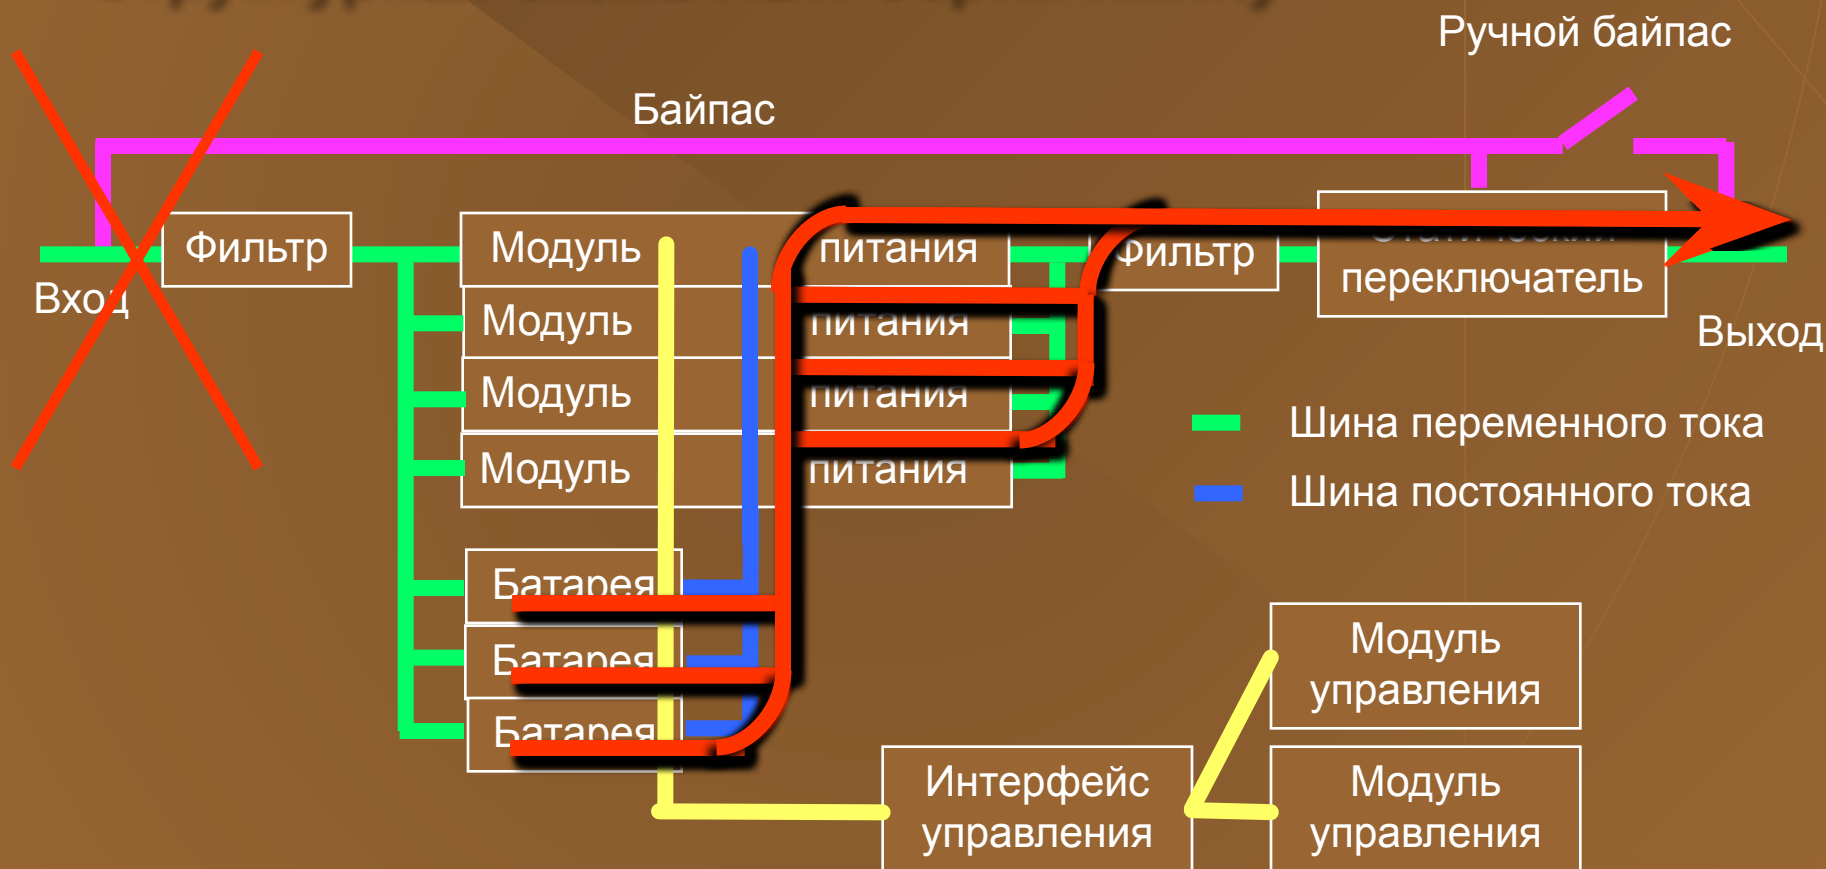 Ручной байпас
Байпас
Фильтр
Модуль питания
Фильтр
Статический
переключатель
Вход
Модуль питания
Выход
Модуль питания
Шина переменного тока
Модуль питания
Шина постоянного тока
Батарея
Батарея
Батарея
Модуль
управления
Интерфейс
управления
Модуль
управления